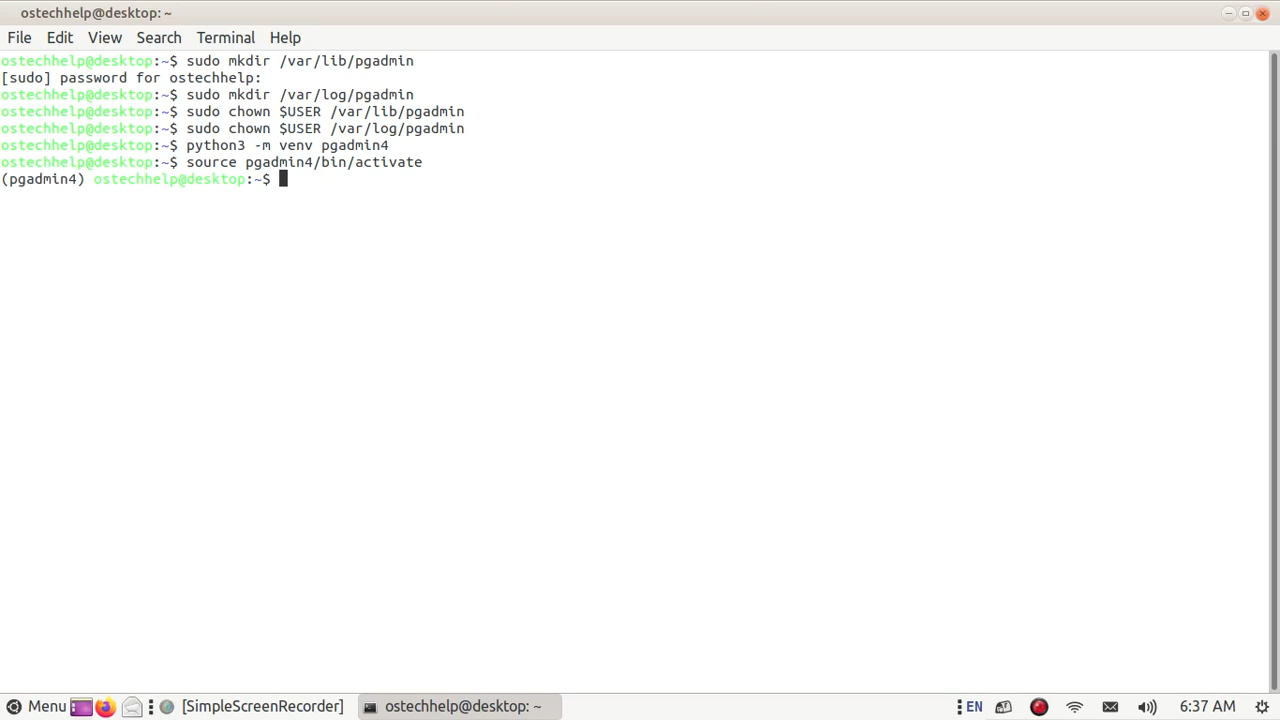 ostechhelp@desktop: ~
File Edit View Search Terminal Help
ostechhelp@desktop:~$ sudo mkdir /var/lib/pgadmin
[sudo] password for ostechhelp:
ostechhelp@desktop:~$ sudo mkdir /var/log/pgadmin
ostechhelp@desktop:~$ sudo chown $USER /var/lib/pgadmin
ostechhelp@desktop:~$ sudo chown $USER /var/log/pgadmin
ostechhelp@desktop:~$ python3 -m venv pgadmin4
ostechhelp@desktop:~$ source pgadmin4/bin/activate
(pgadmin4) ostechhelp@desktop:~$
Menu [SimpleScreenRecorder] ostechhelp@desktop: ~ EN 6:37 AM